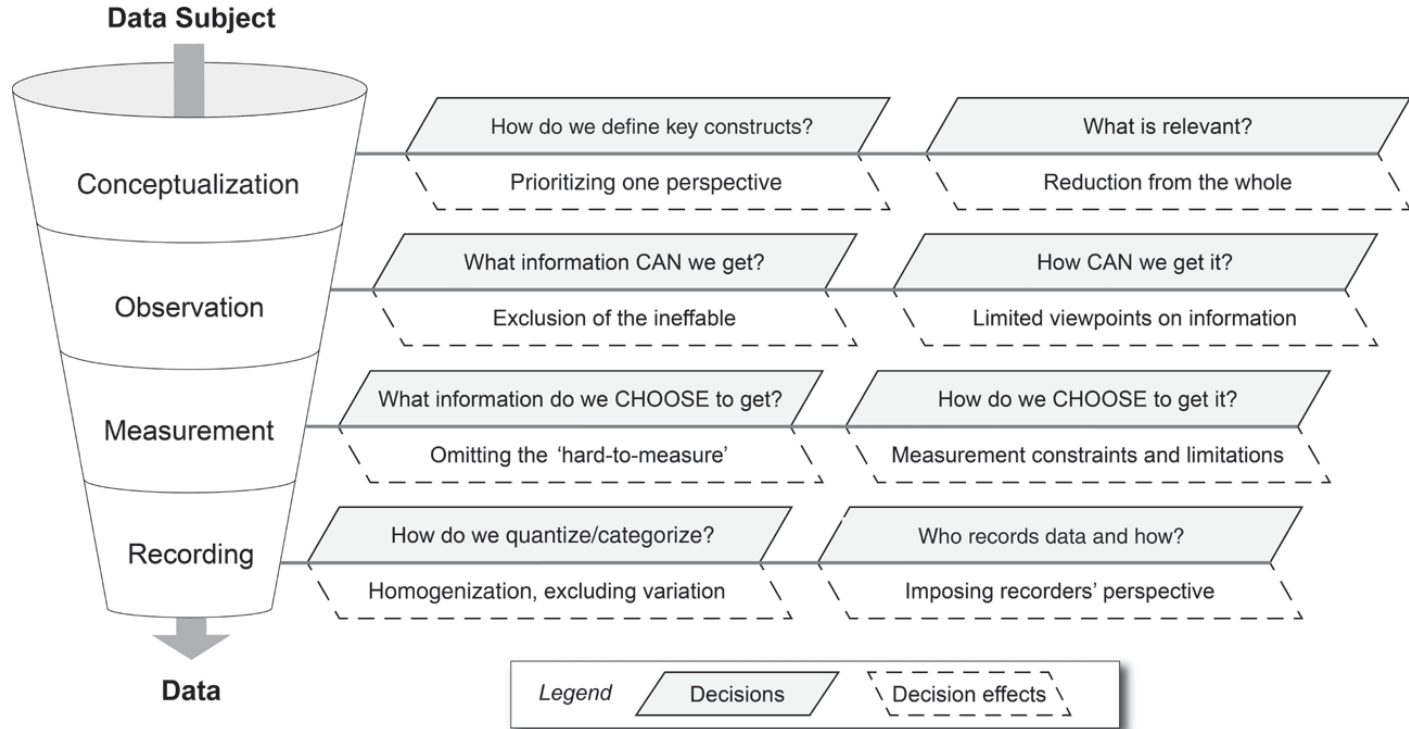 Data Subject
How do we define key constructs?
What is relevant?
Conceptualization
Prioritizing one perspective
Reduction from the whole
What information CAN we get?
How CAN we get it?
Observation
Exclusion of the ineffable
Limited viewpoints on information
What information do we CHOOSE to get?
How do we CHOOSE to get it?
Measurement
Omitting the ‘hard-to-measure’
Measurement constraints and limitations
How do we quantize/categorize?
Who records data and how?
Recording
Homogenization, excluding variation
Imposing recorders’ perspective
Data
Legend
Decisions
Decision effects